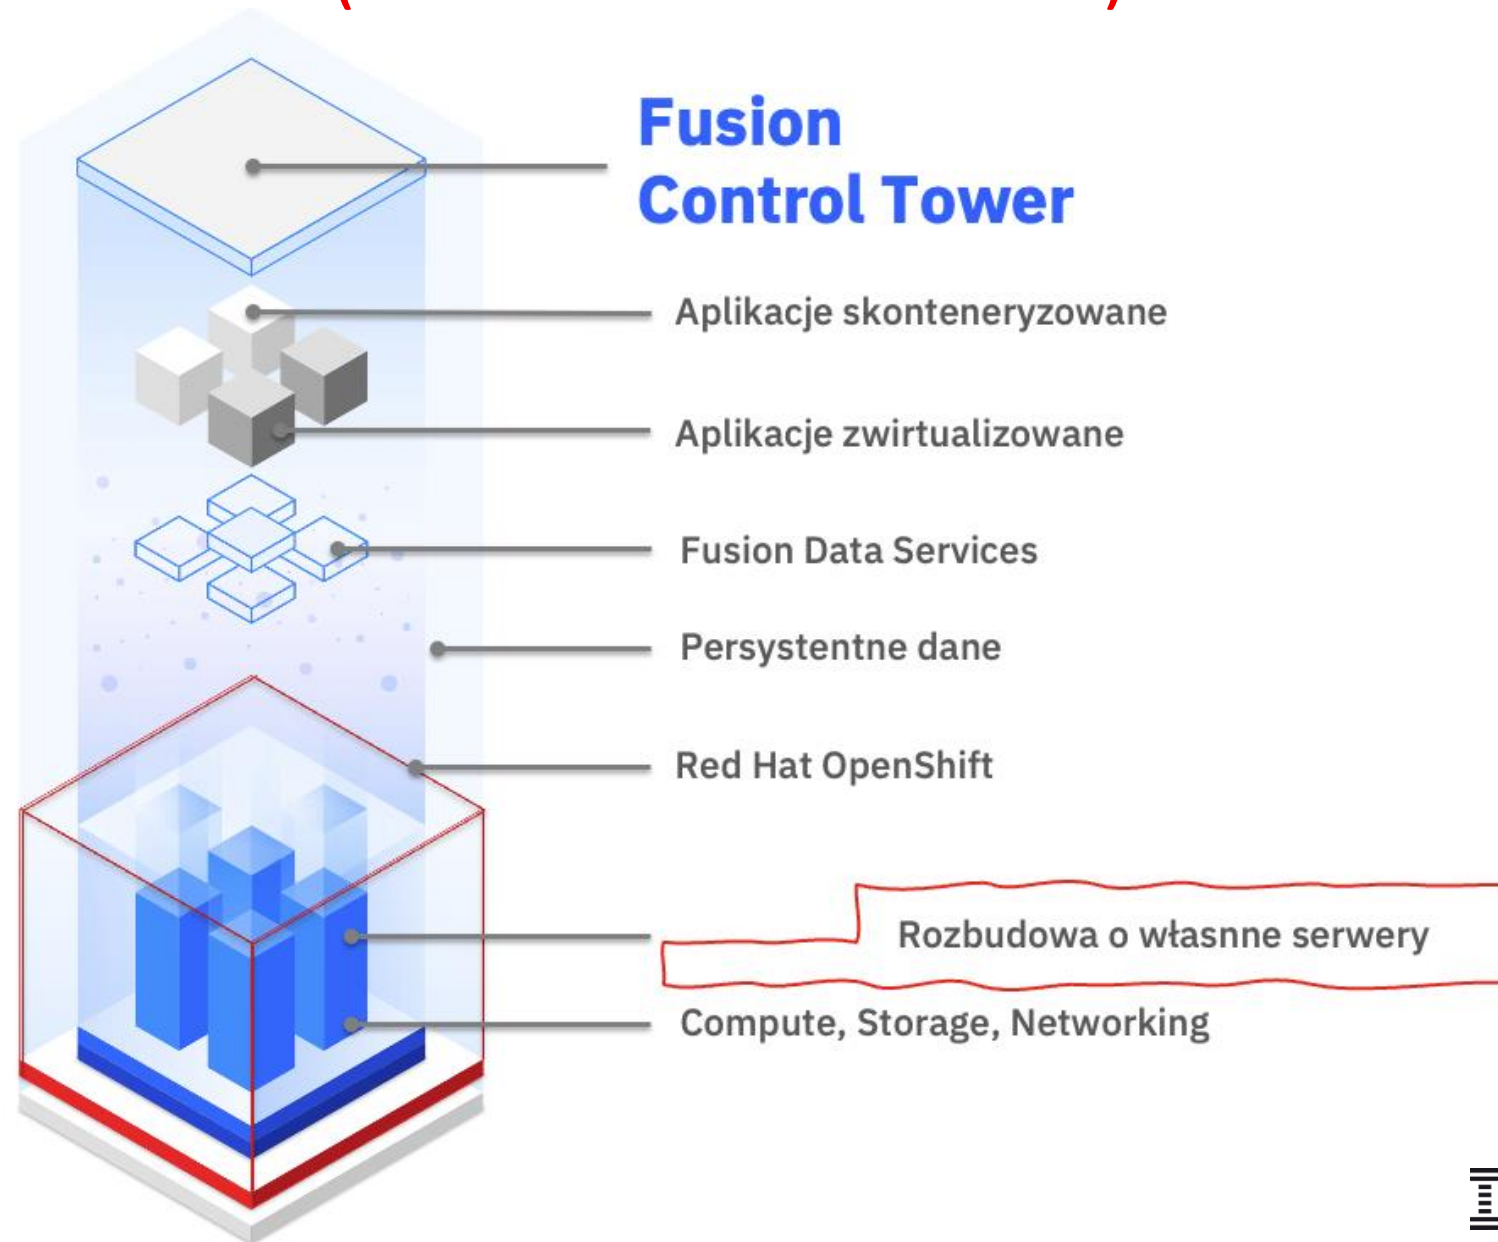 Fusion
Control Tower
Aplikacje skonteneryzowane
Aplikacje zwirtualizowane
Fusion Data Services
Persystentne dane
Red Hat OpenShift
Rozbudowa o własnne serwery
Compute, Storage, Networking